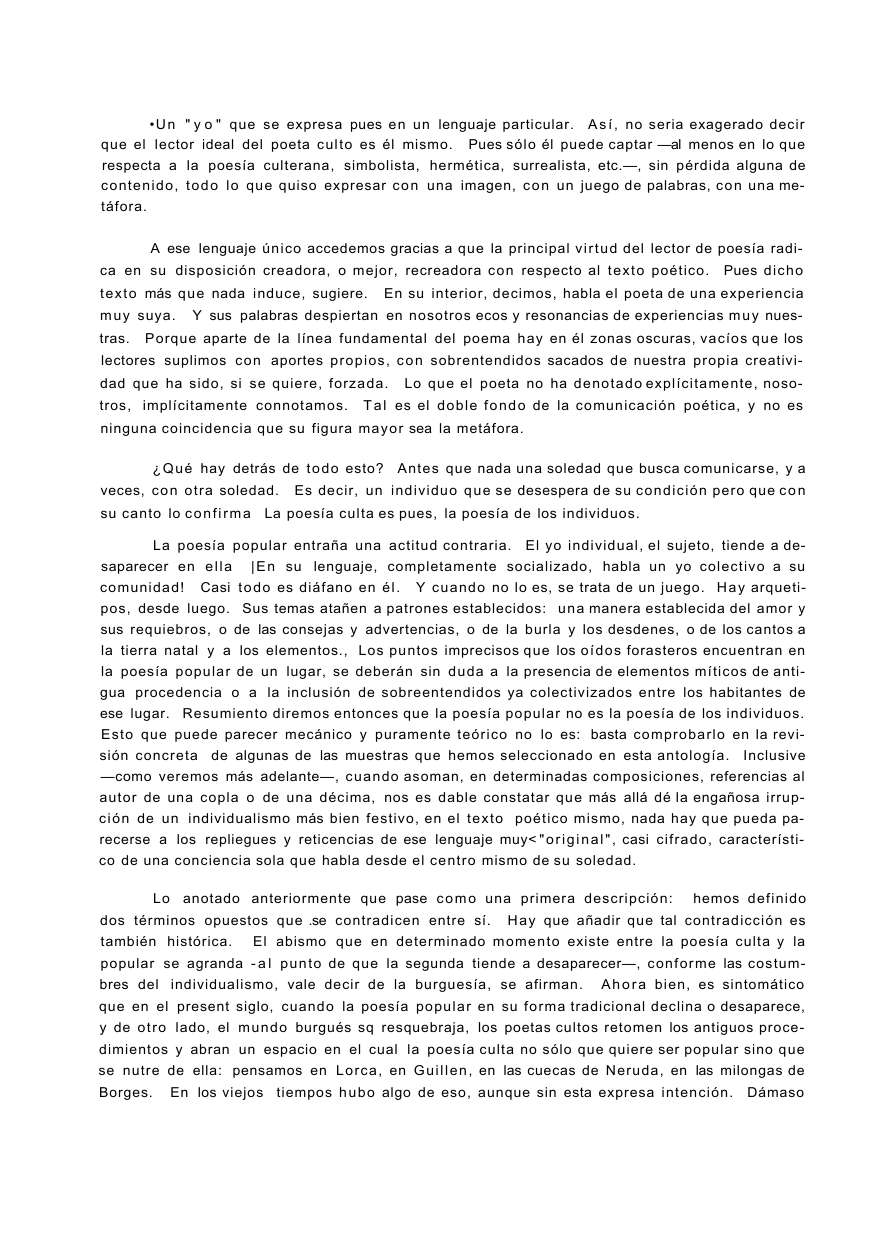 •Un "yo" que se expresa pues en un lenguaje particular. Así, no seria exagerado decir
que el lector ideal del poeta culto es él mismo. Pues sólo él puede captar —al menos en lo que
respecta a la poesía culterana, simbolista, hermética, surrealista, etc.—, sin pérdida alguna de
contenido, todo lo que quiso expresar con una imagen, con un juego de palabras, con una me-
táfora.
A ese lenguaje único accedemos gracias a que la principal virtud del lector de poesía radi-
ca en su disposición creadora, o mejor, recreadora con respecto al texto poético. Pues dicho
texto más que nada induce, sugiere. En su interior, decimos, habla el poeta de una experiencia
muy suya. Y sus palabras despiertan en nosotros ecos y resonancias de experiencias muy nues-
tras. Porque aparte de la línea fundamental del poema hay en él zonas oscuras, vacíos que los
lectores suplimos con aportes propios, con sobrentendidos sacados de nuestra propia creativi-
dad que ha sido, si se quiere, forzada. Lo que el poeta no ha denotado explícitamente, noso-
tros, implícitamente connotamos. Tal es el doble fondo de la comunicación poética, y no es
ninguna coincidencia que su figura mayor sea la metáfora.
¿Qué hay detrás de todo esto? Antes que nada una soledad que busca comunicarse, y a
veces, con otra soledad. Es decir, un individuo que se desespera de su condición pero que con
su canto lo confirma La poesía culta es pues, la poesía de los individuos.
La poesía popular entraña una actitud contraria. El yo individual, el sujeto, tiende a de-
saparecer en ella |En su lenguaje, completamente socializado, habla un yo colectivo a su
comunidad! Casi todo es diáfano en él. Y cuando no lo es, se trata de un juego. Hay arqueti-
pos, desde luego. Sus temas atañen a patrones establecidos: una manera establecida del amor y
sus requiebros, o de las consejas y advertencias, o de la burla y los desdenes, o de los cantos a
la tierra natal y a los elementos., Los puntos imprecisos que los oídos forasteros encuentran en
la poesía popular de un lugar, se deberán sin duda a la presencia de elementos míticos de anti-
gua procedencia o a la inclusión de sobreentendidos ya colectivizados entre los habitantes de
ese lugar. Resumiento diremos entonces que la poesía popular no es la poesía de los individuos.
Esto que puede parecer mecánico y puramente teórico no lo es: basta comprobarlo en la revi-
sión concreta de algunas de las muestras que hemos seleccionado en esta antología. Inclusive
—como veremos más adelante—, cuando asoman, en determinadas composiciones, referencias al
autor de una copla o de una décima, nos es dable constatar que más allá dé la engañosa irrup-
ción de un individualismo más bien festivo, en el texto poético mismo, nada hay que pueda pa-
recerse a los repliegues y reticencias de ese lenguaje muy<"original", casi cifrado, característi-
co de una conciencia sola que habla desde el centro mismo de su soledad.
Lo anotado anteriormente que pase como una primera descripción: hemos definido
dos términos opuestos que .se contradicen entre sí. Hay que añadir que tal contradicción es
también histórica. El abismo que en determinado momento existe entre la poesía culta y la
popular se agranda -al punto de que la segunda tiende a desaparecer—, conforme las costum-
bres del individualismo, vale decir de la burguesía, se afirman. Ahora bien, es sintomático
que en el present siglo, cuando la poesía popular en su forma tradicional declina o desaparece,
y de otro lado, el mundo burgués sq resquebraja, los poetas cultos retomen los antiguos proce-
dimientos y abran un espacio en el cual la poesía culta no sólo que quiere ser popular sino que
se nutre de ella: pensamos en Lorca, en Guillen, en las cuecas de Neruda, en las milongas de
Borges. En los viejos tiempos hubo algo de eso, aunque sin esta expresa intención. Dámaso